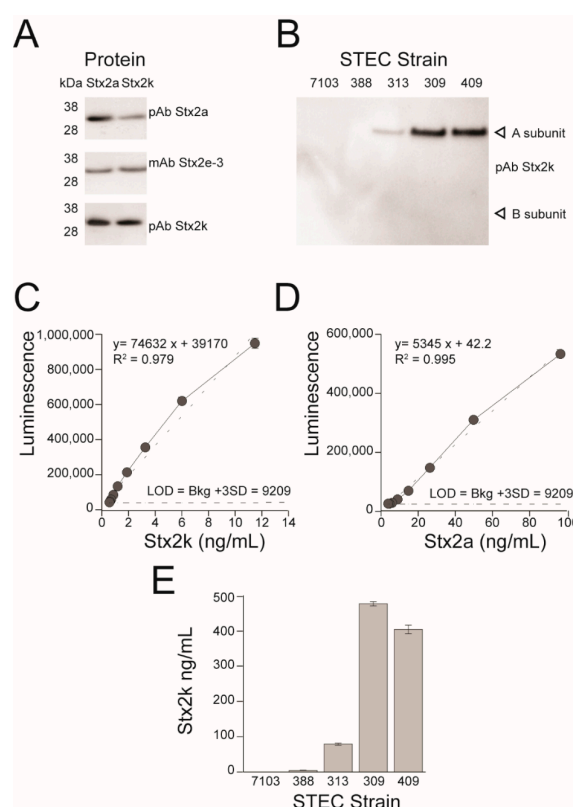 A
Protein
kDa Stx2a Stx2k
38
28
pAb Stx2a
38
28
mAb Stx2e-3
38
28
pAb Stx2k
B
STEC Strain
7103 388 313 309 409
A subunit
pAb Stx2k
B subunit
C
Luminescence
1,000,000
800,000
600,000
400,000
200,000
0
y= 74632 x + 39170
R² = 0.979
LOD = Bkg +3SD = 9209
0 2 4 6 8 10 12 14
Stx2k (ng/mL)
D
Luminescence
600,000
400,000
200,000
0
y= 5345 x + 42.2
R² = 0.995
LOD = Bkg +3SD = 9209
0 20 40 60 80 100
Stx2a (ng/mL)
E
Stx2k ng/mL
500
400
300
200
100
0
7103 388 313 309 409
STEC Strain